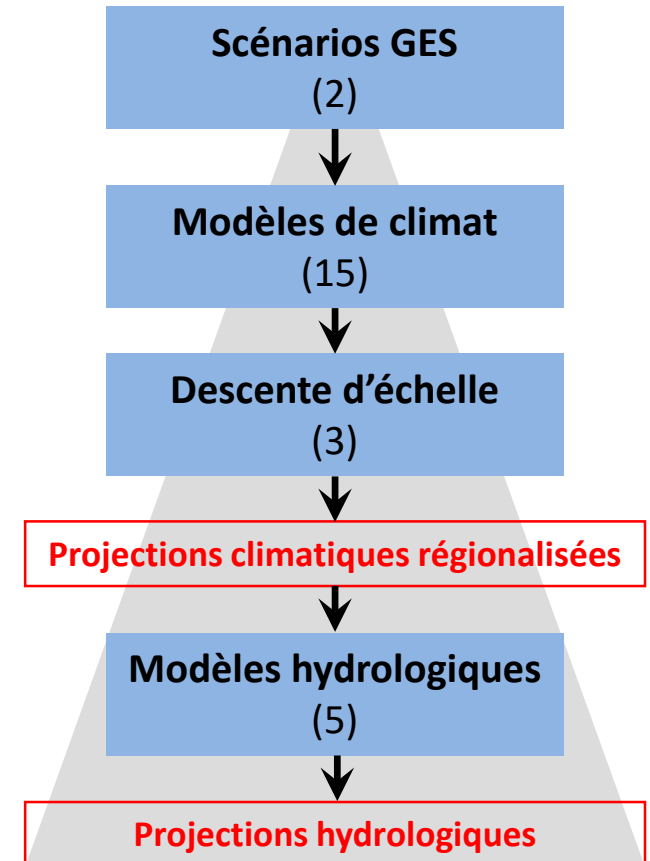 Scénarios GES
(2)
Modèles de climat
(15)
Descente d'échelle
(3)
Projections climatiques régionalisées
Modèles hydrologiques
(5)
Projections hydrologiques